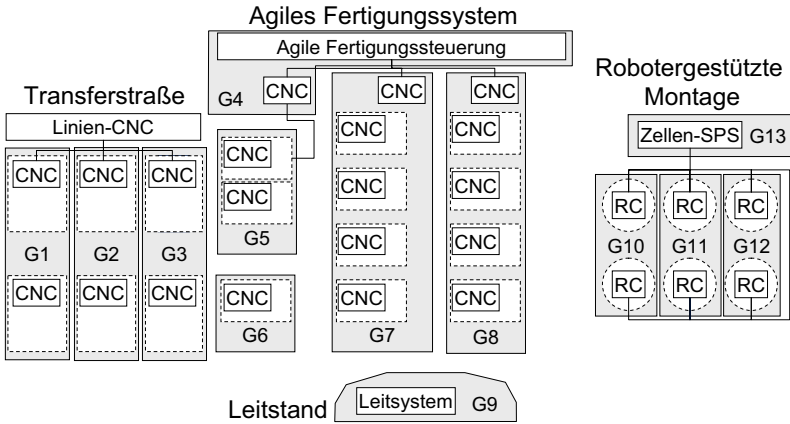 Agiles Fertigungssystem
Agile Fertigungssteuerung
G4
CNC
CNC
CNC
Robotergestützte
Montage
Transferstraße
Linien-CNC
Zellen-SPS
G13
CNC
CNC
CNC
CNC
CNC
G5
CNC
CNC
CNC
CNC
CNC
CNC
CNC
CNC
RC
RC
RC
G1
G2
G3
G10
G11
G12
CNC
CNC
CNC
CNC
G6
G7
G8
RC
RC
RC
Leitstand
Leitsystem
G9